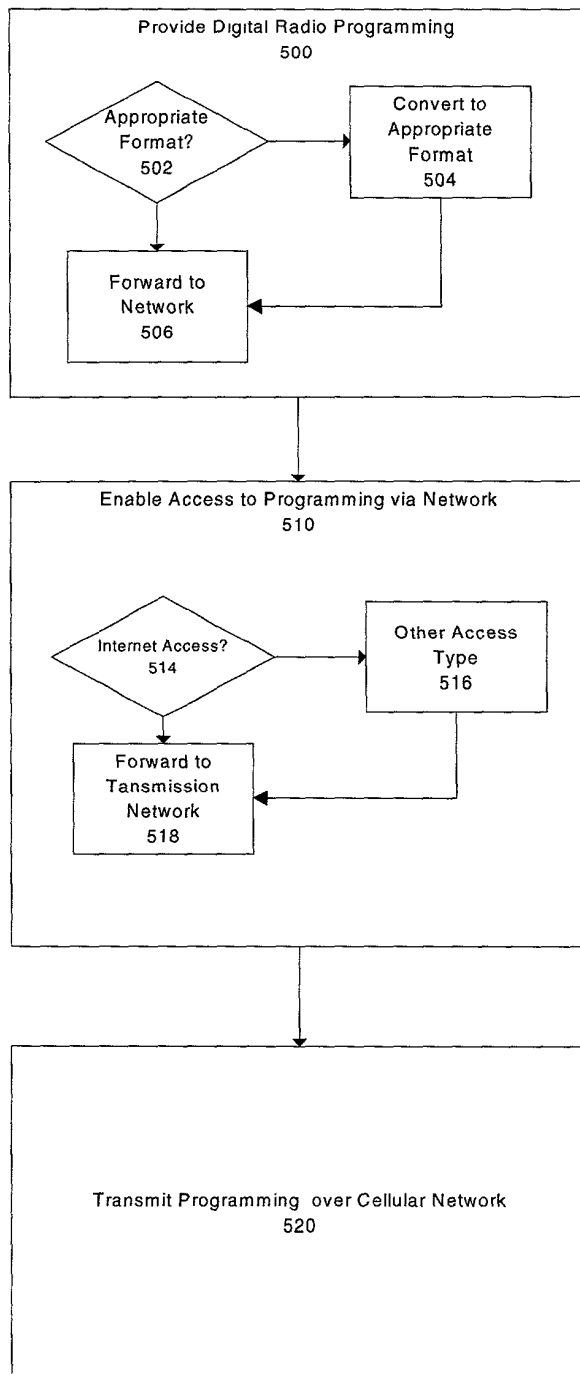 Provide Digital Radio Programming
500
Appropriate
Format?
502
Convert to
Appropriate
Format
504
Forward to
Network
506
Enable Access to Programming via Network
510
Internet Access?
514
Other Access
Type
516
Forward to
Tansmission
Network
518
Transmit Programming over Cellular Network
520